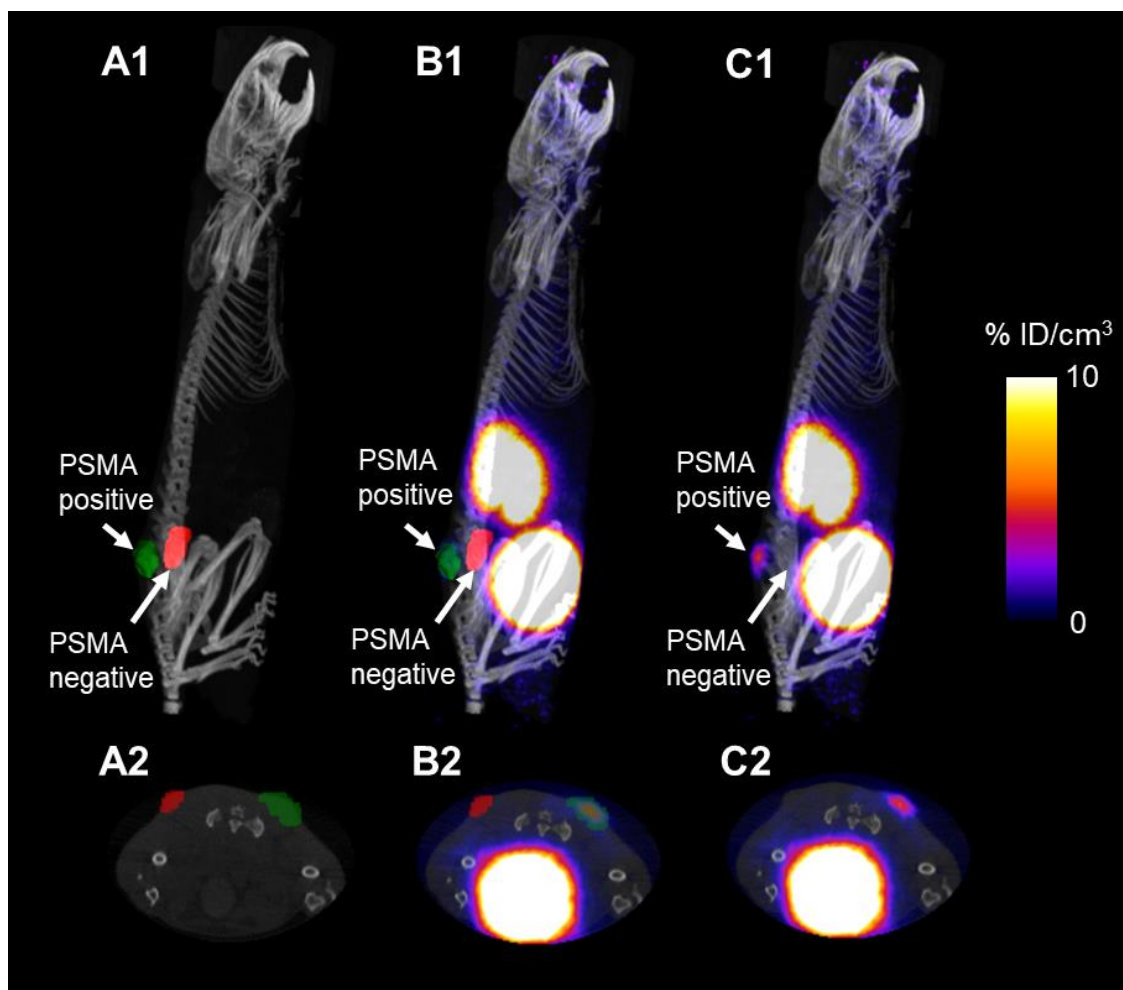 A1
B1
C1
% ID/cm³
10
0
PSMA
positive
PSMA
positive
PSMA
positive
PSMA
negative
PSMA
negative
PSMA
negative
A2
B2
C2